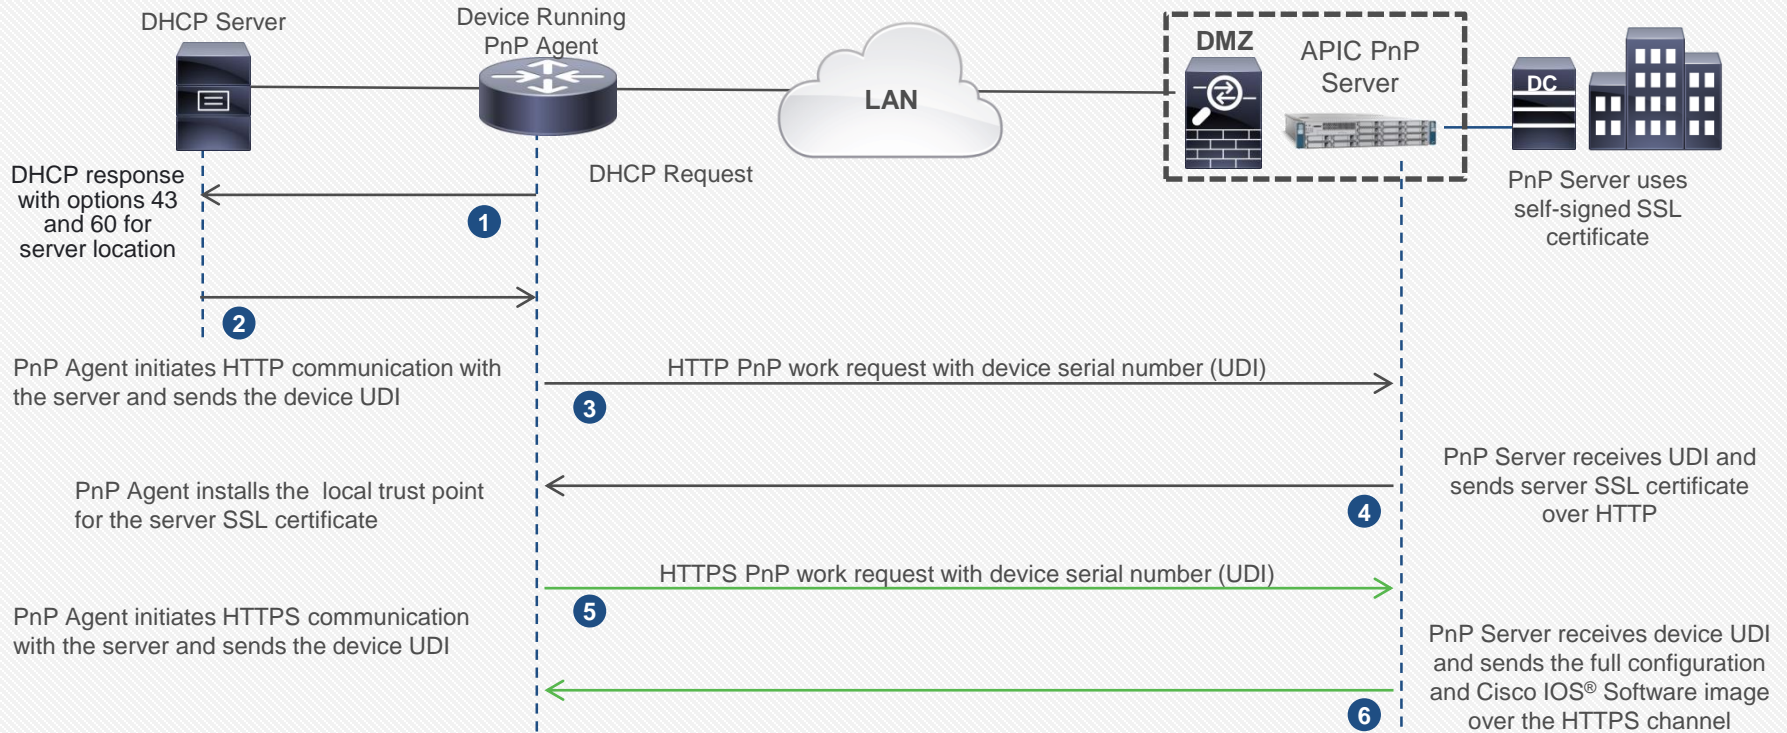 DHCP Server
Device Running
PnP Agent
LAN
DMZ
APIC PnP
Server
DC
DHCP Request
DHCP response
with options 43
and 60 for
server location
1
PnP Server uses
self-signed SSL
certificate
2
PnP Agent initiates HTTP communication with
the server and sends the device UDI
HTTP PnP work request with device serial number (UDI)
3
PnP Agent installs the local trust point
for the server SSL certificate
PnP Server receives UDI and
sends server SSL certificate
over HTTP
4
HTTPS PnP work request with device serial number (UDI)
5
PnP Agent initiates HTTPS communication
with the server and sends the device UDI
PnP Server receives device UDI
and sends the full configuration
and Cisco IOS® Software image
over the HTTPS channel
6